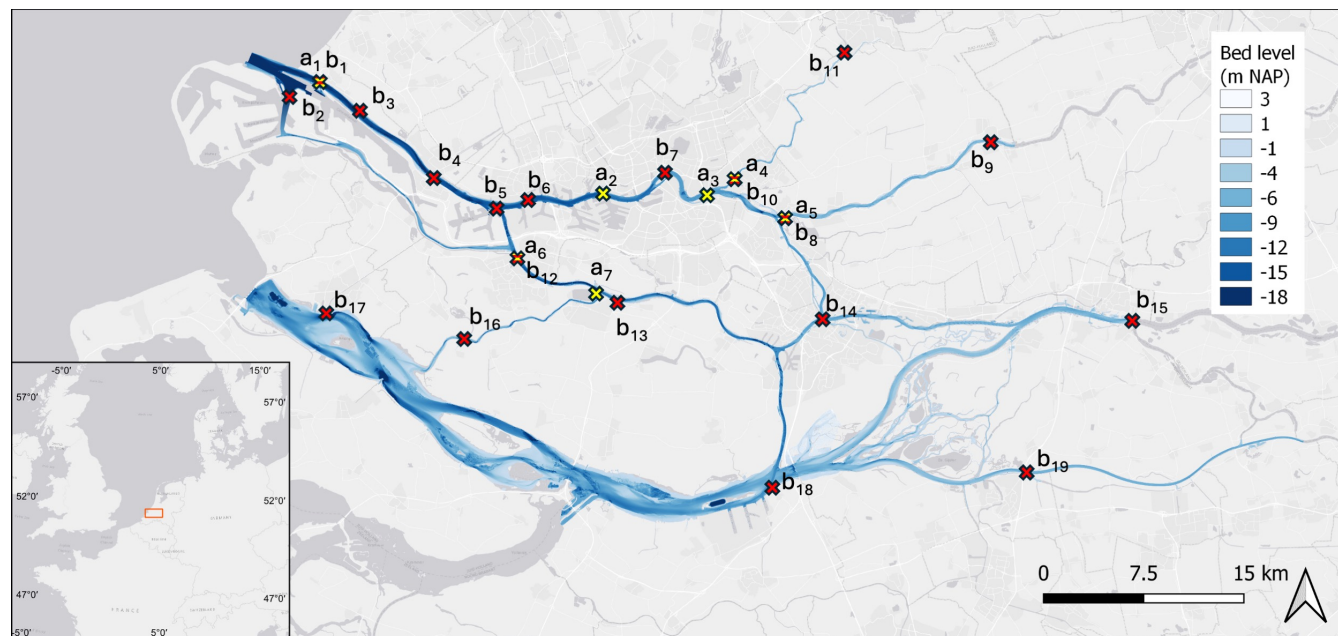 a₁ b₁
b₂
b₃
b₄
b₅
b₆
a₂
b₇
a₃
a₄
b₁₀
b₁₁
a₅
b₈
b₉
a₆
b₁₂
a₇
b₁₃
b₁₄
b₁₅
b₁₆
b₁₇
b₁₈
b₁₉
Bed level
(m NAP)
3
1
-1
-4
-6
-9
-12
-15
-18
-5°0' 5°0' 15°0'
57°0' 57°0'
52°0' 52°0'
47°0' 47°0'
FRANCE
-5°0' 5°0'
0 7.5 15 km